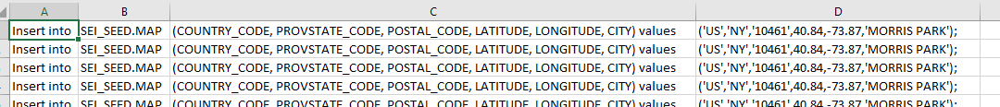 A B C D
Insert into SEI_SEED.MAP (COUNTRY_CODE, PROVSTATE_CODE, POSTAL_CODE, LATITUDE, LONGITUDE, CITY) values ('US','NY','10461',40.84,-73.87,'MORRIS PARK');
Insert into SEI_SEED.MAP (COUNTRY_CODE, PROVSTATE_CODE, POSTAL_CODE, LATITUDE, LONGITUDE, CITY) values ('US','NY','10461',40.84,-73.87,'MORRIS PARK');
Insert into SEI_SEED.MAP (COUNTRY_CODE, PROVSTATE_CODE, POSTAL_CODE, LATITUDE, LONGITUDE, CITY) values ('US','NY','10461',40.84,-73.87,'MORRIS PARK');
Insert into SEI_SEED.MAP (COUNTRY_CODE, PROVSTATE_CODE, POSTAL_CODE, LATITUDE, LONGITUDE, CITY) values ('US','NY','10461',40.84,-73.87,'MORRIS PARK');
Insert into SEI_SEED.MAP (COUNTRY_CODE, PROVSTATE_CODE, POSTAL_CODE, LATITUDE, LONGITUDE, CITY) values ('US','NY','10461',40.84,-73.87,'MORRIS PARK');